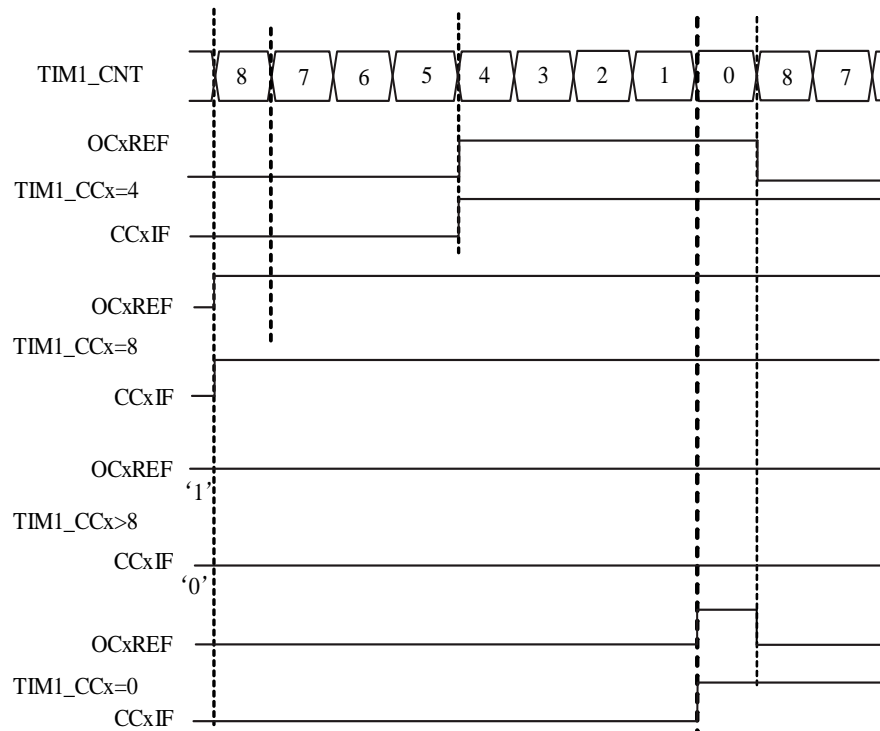 TIM1_CNT 8 7 6 5 4 3 2 1 0 8 7
OCxREF
TIM1_CCx=4
CCxIF
OCxREF
TIM1_CCx=8
CCxIF
OCxREF
‘1’
TIM1_CCx>8
CCxIF
‘0’
OCxREF
TIM1_CCx=0
CCxIF